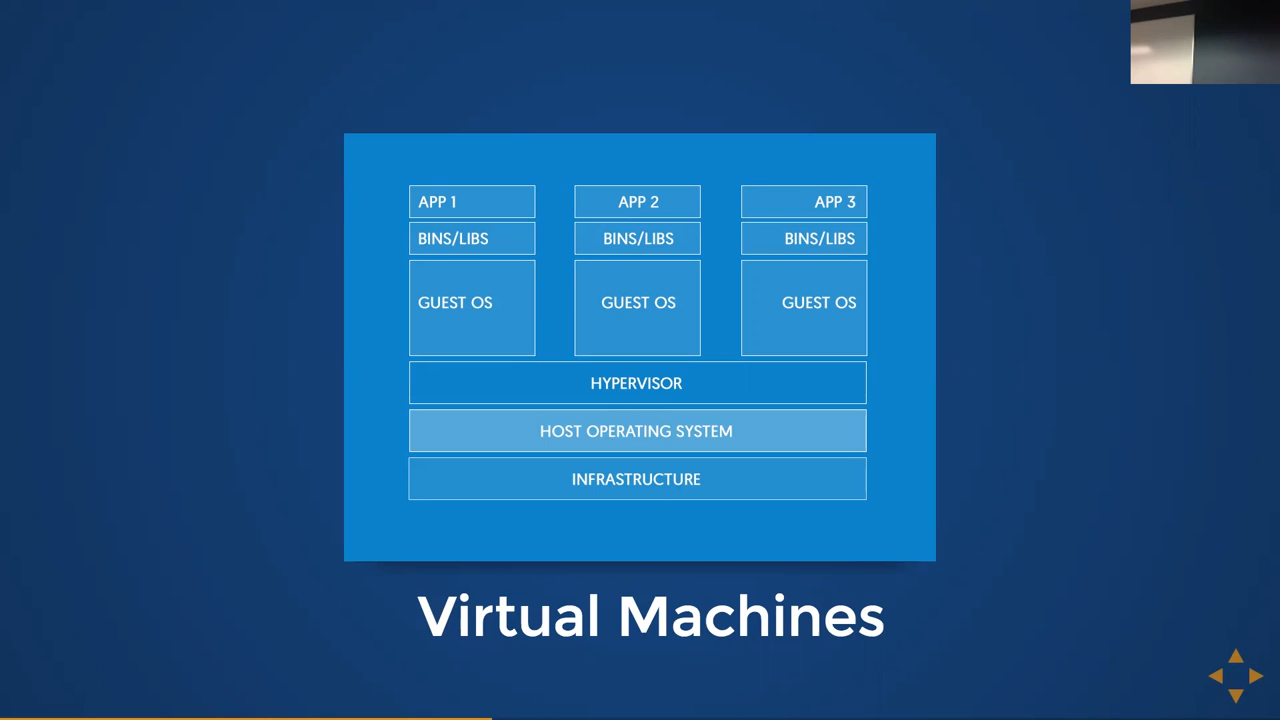 APP 1
APP 2
APP 3
BINS/LIBS
BINS/LIBS
BINS/LIBS
GUEST OS
GUEST OS
GUEST OS
HYPERVISOR
HOST OPERATING SYSTEM
INFRASTRUCTURE
Virtual Machines